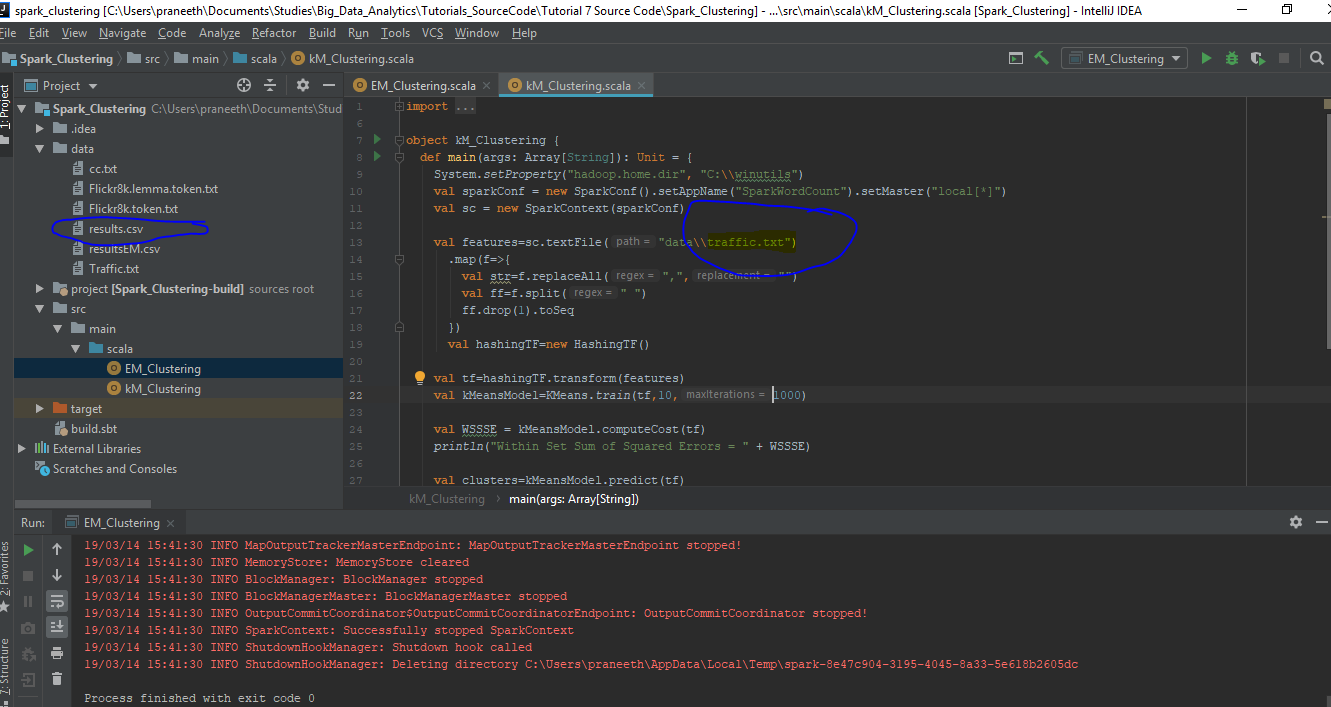 spark_clustering [C:\Users\praneeth\Documents\Studies\Big_Data_Analytics\Tutorials_SourceCode\Tutorial 7 Source Code\Spark_Clustering] - ...\src\main\scala\kM_Clustering.scala [Spark_Clustering] - IntelliJ IDEA
File Edit View Navigate Code Analyze Refactor Build Run Tools VCS Window Help
Spark_Clustering src main scala kM_Clustering.scala EM_Clustering
1: Project
Project
EM_Clustering.scala kM_Clustering.scala
Spark_Clustering C:\Users\praneeth\Documents\Stud
.idea
data
cc.txt
Flickr8k.lemma.token.txt
Flickr8k.token.txt
results.csv
resultsEM.csv
Traffic.txt
project [Spark_Clustering-build] sources root
src
main
scala
EM_Clustering
kM_Clustering
target
build.sbt
External Libraries
Scratches and Consoles
1 import ...
6
7 object kM_Clustering {
8 def main(args: Array[String]): Unit = {
9 System.setProperty("hadoop.home.dir", "C:\\winutils")
10 val sparkConf = new SparkConf().setAppName("SparkWordCount").setMaster("local[*]")
11 val sc = new SparkContext(sparkConf)
12
13 val features=sc.textFile( path = "data\\traffic.txt")
14 .map(f=>{
15 val str=f.replaceAll( regex = ",", replacement = "")
16 val ff=f.split( regex = " ")
17 ff.drop(1).toSeq
18 })
19 val hashingTF=new HashingTF()
20
21 val tf=hashingTF.transform(features)
22 val kMeansModel=KMeans.train(tf,10, maxIterations = 1000)
23
24 val WSSSE = kMeansModel.computeCost(tf)
25 println("Within Set Sum of Squared Errors = " + WSSSE)
26
27 val clusters=kMeansModel.predict(tf)
kM_Clustering main(args: Array[String])
Run: EM_Clustering
19/03/14 15:41:30 INFO MapOutputTrackerMasterEndpoint: MapOutputTrackerMasterEndpoint stopped!
19/03/14 15:41:30 INFO MemoryStore: MemoryStore cleared
19/03/14 15:41:30 INFO BlockManager: BlockManager stopped
19/03/14 15:41:30 INFO BlockManagerMaster: BlockManagerMaster stopped
19/03/14 15:41:30 INFO OutputCommitCoordinator$OutputCommitCoordinatorEndpoint: OutputCommitCoordinator stopped!
19/03/14 15:41:30 INFO SparkContext: Successfully stopped SparkContext
19/03/14 15:41:30 INFO ShutdownHookManager: Shutdown hook called
19/03/14 15:41:30 INFO ShutdownHookManager: Deleting directory C:\Users\praneeth\AppData\Local\Temp\spark-8e47c904-3195-4045-8a33-5e618b2605dc
Process finished with exit code 0
2: Favorites
7: Structure